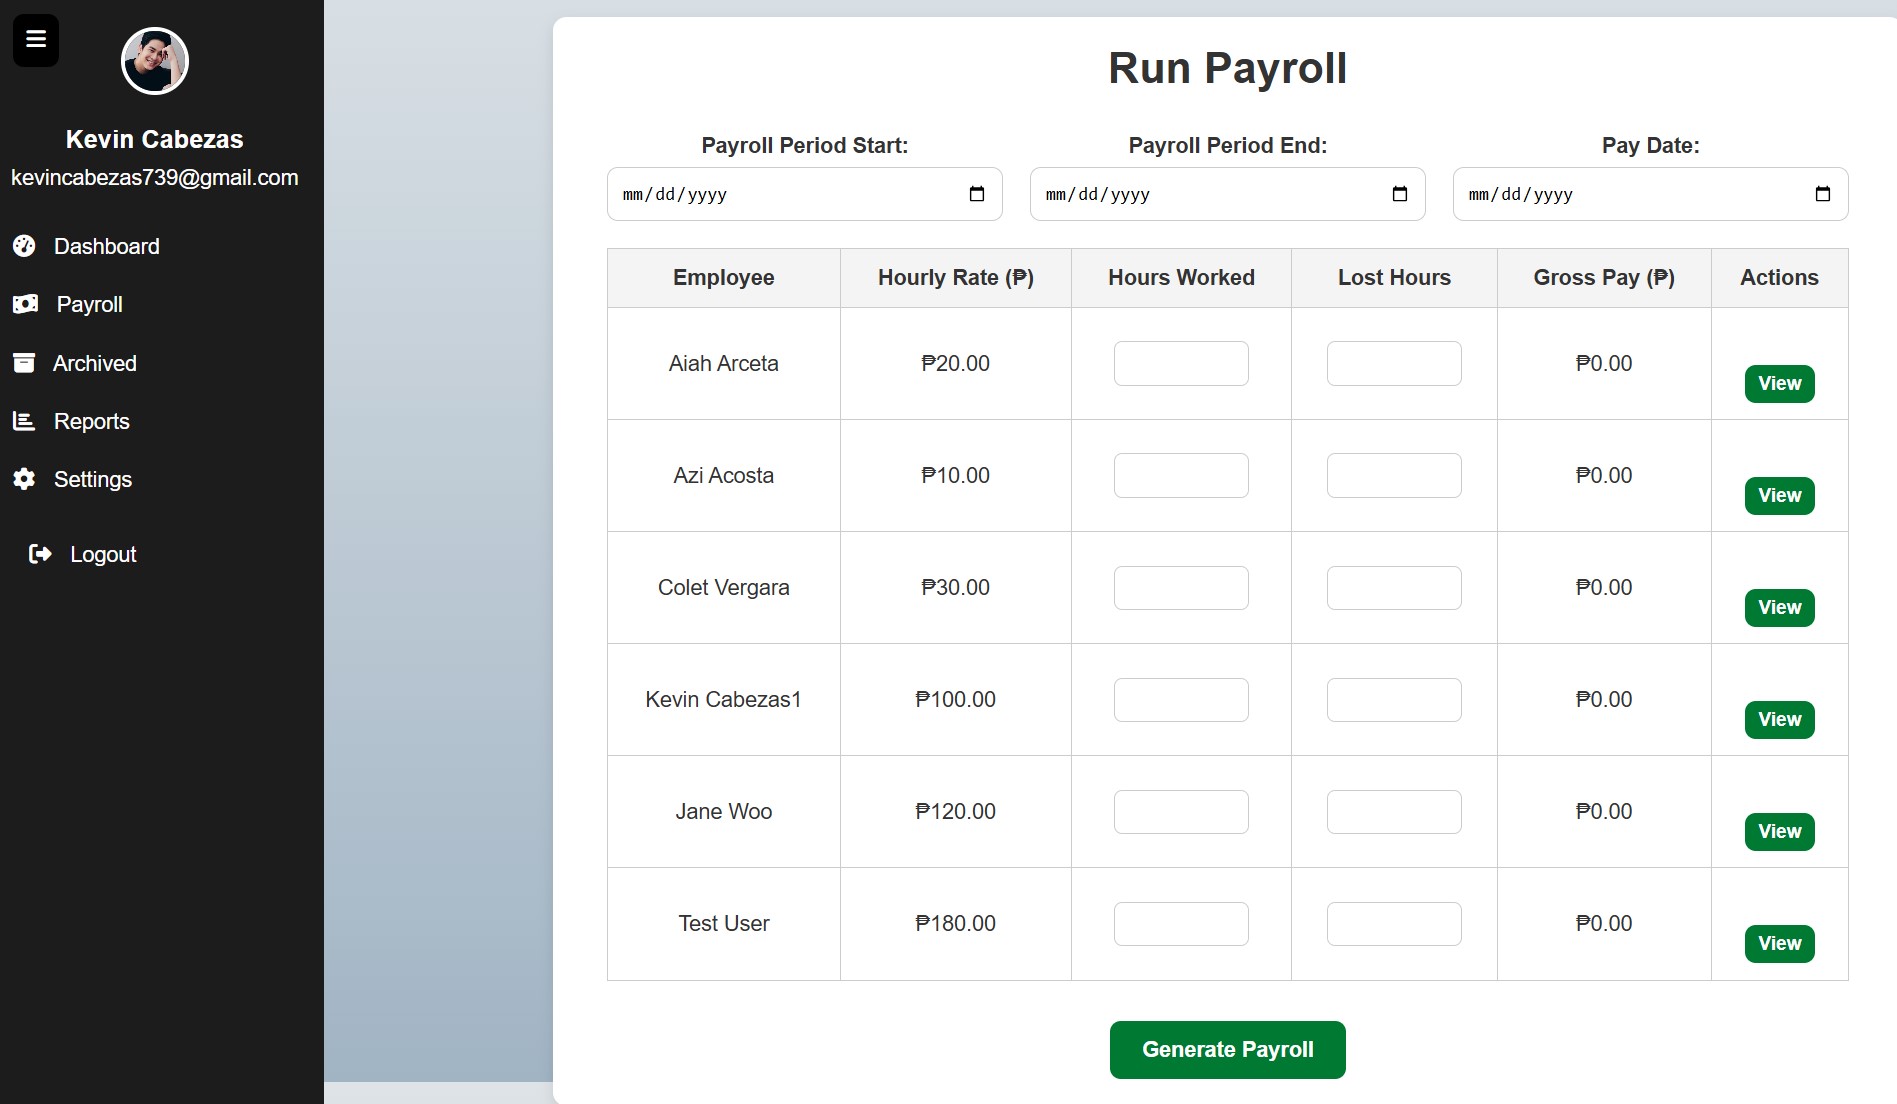 Kevin Cabezas
kevincabezas739@gmail.com
Dashboard
Payroll
Archived
Reports
Settings
Logout
Run Payroll
Payroll Period Start: Payroll Period End: Pay Date:
mm/dd/yyyy mm/dd/yyyy mm/dd/yyyy
Employee Hourly Rate (₱) Hours Worked Lost Hours Gross Pay (₱) Actions
Aiah Arceta ₱20.00 ₱0.00 View
Azi Acosta ₱10.00 ₱0.00 View
Colet Vergara ₱30.00 ₱0.00 View
Kevin Cabezas1 ₱100.00 ₱0.00 View
Jane Woo ₱120.00 ₱0.00 View
Test User ₱180.00 ₱0.00 View
Generate Payroll